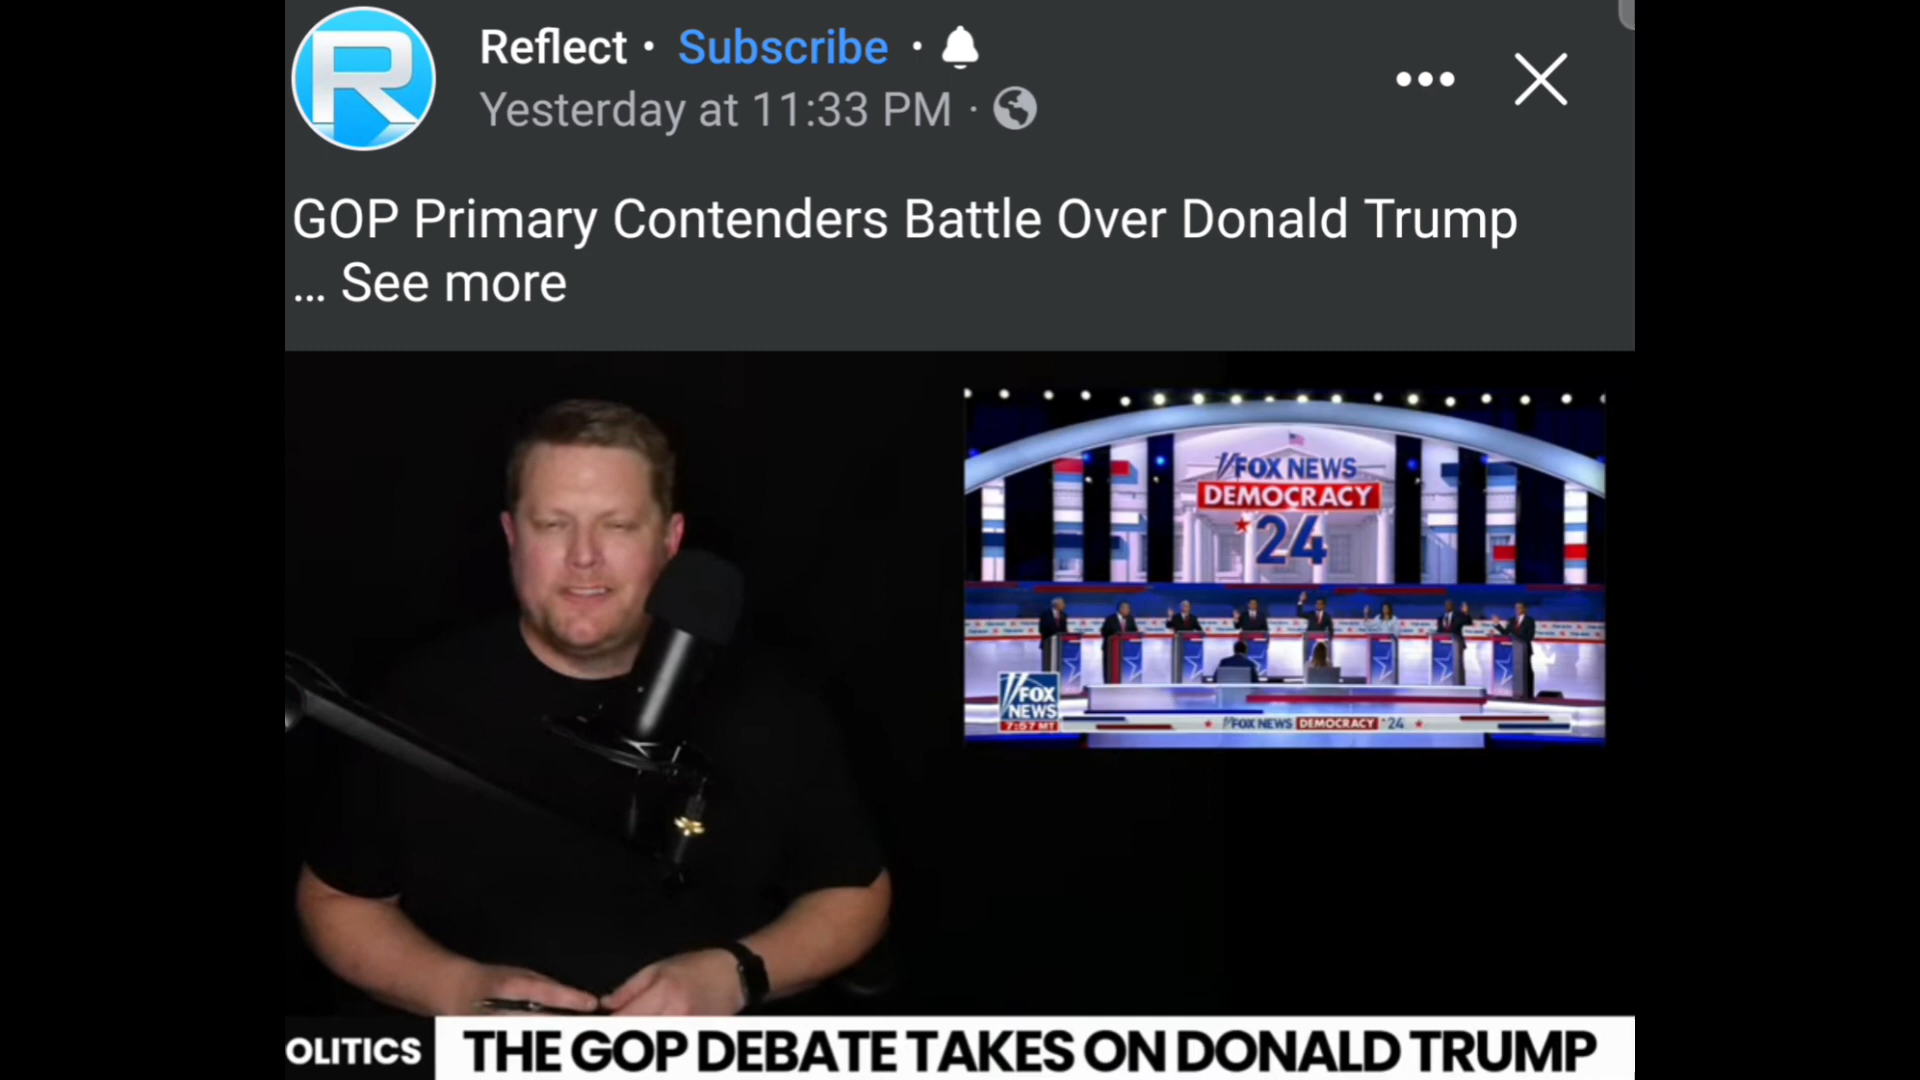 R
Reflect · Subscribe ·
Yesterday at 11:33 PM ·
GOP Primary Contenders Battle Over Donald Trump
... See more
FOX NEWS
DEMOCRACY
'24
FOX
NEWS
7:57 MT
FOX NEWS DEMOCRACY '24
OLITICS THE GOP DEBATE TAKES ON DONALD TRUMP